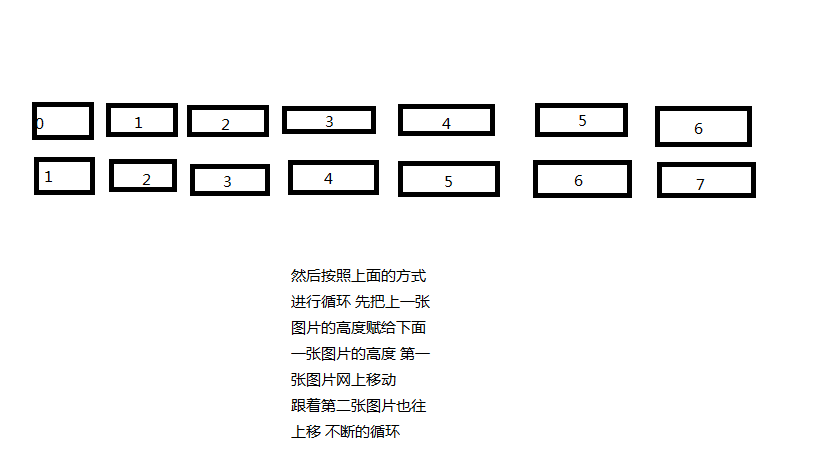 0 1 2 3 4 5 6
1 2 3 4 5 6 7
然后按照上面的方式
进行循环 先把上一张
图片的高度赋给下面
一张图片的高度 第一
张图片网上移动
跟着第二张图片也往
上移 不断的循环